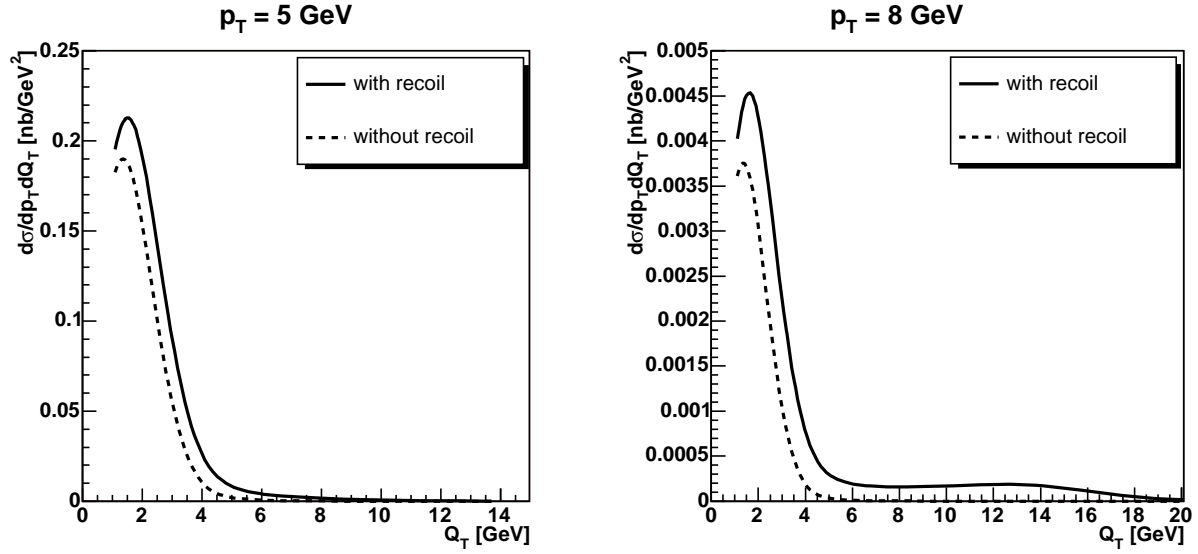 p_T = 5 GeV
dσ/dp_TdQ_T [nb/GeV²]
0.25
0.2
0.15
0.1
0.05
0
with recoil
without recoil
0 2 4 6 8 10 12 14
Q_T [GeV]
p_T = 8 GeV
dσ/dp_TdQ_T [nb/GeV²]
0.005
0.0045
0.004
0.0035
0.003
0.0025
0.002
0.0015
0.001
0.0005
0
with recoil
without recoil
0 2 4 6 8 10 12 14 16 18 20
Q_T [GeV]